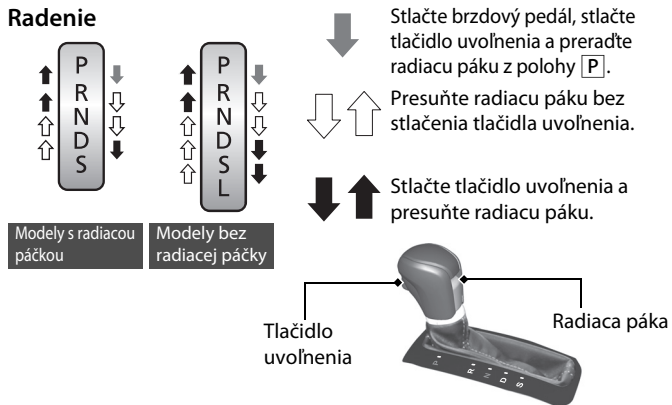 Radenie
P
R
N
D
S
Modely s radiacou
páčkou
P
R
N
D
S
L
Modely bez
radiacej páčky
Stlačte brzdový pedál, stlačte
tlačidlo uvoľnenia a preraďte
radiacu páku z polohy P.
Presuňte radiacu páku bez
stlačenia tlačidla uvoľnenia.
Stlačte tlačidlo uvoľnenia a
presuňte radiacu páku.
Tlačidlo
uvoľnenia
Radiaca páka
P
R
N
D
S